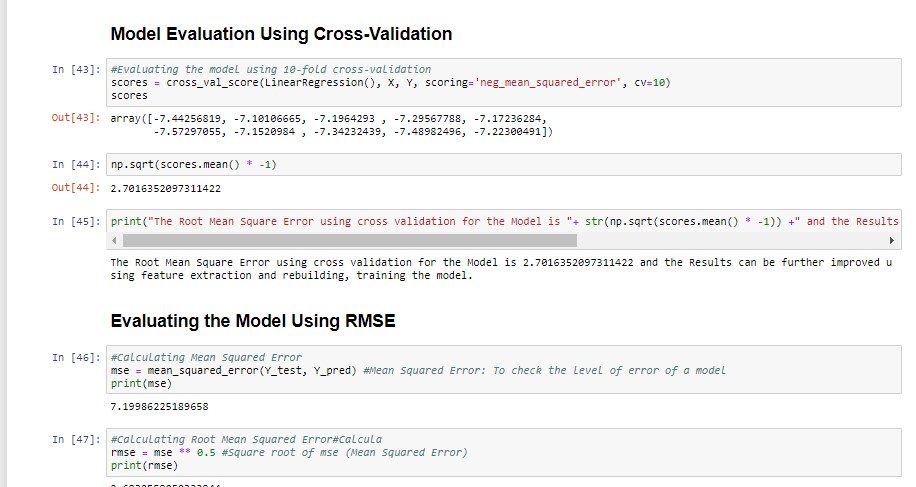 Model Evaluation Using Cross-Validation
In [43]: #Evaluating the model using 10-fold cross-validation
scores = cross_val_score(LinearRegression(), X, Y, scoring='neg_mean_squared_error', cv=10)
scores
Out[43]: array([-7.44256819, -7.10106665, -7.1964293 , -7.29567788, -7.17236284,
-7.57297055, -7.1520984 , -7.34232439, -7.48982496, -7.22300491])
In [44]: np.sqrt(scores.mean() * -1)
Out[44]: 2.7016352097311422
In [45]: print("The Root Mean Square Error using cross validation for the Model is "+ str(np.sqrt(scores.mean() * -1)) +" and the Results
The Root Mean Square Error using cross validation for the Model is 2.7016352097311422 and the Results can be further improved u
sing feature extraction and rebuilding, training the model.
Evaluating the Model Using RMSE
In [46]: #Calculating Mean Squared Error
mse = mean_squared_error(Y_test, Y_pred) #Mean Squared Error: To check the level of error of a model
print(mse)
7.19986225189658
In [47]: #Calculating Root Mean Squared Error#Calcula
rmse = mse ** 0.5 #Square root of mse (Mean Squared Error)
print(rmse)